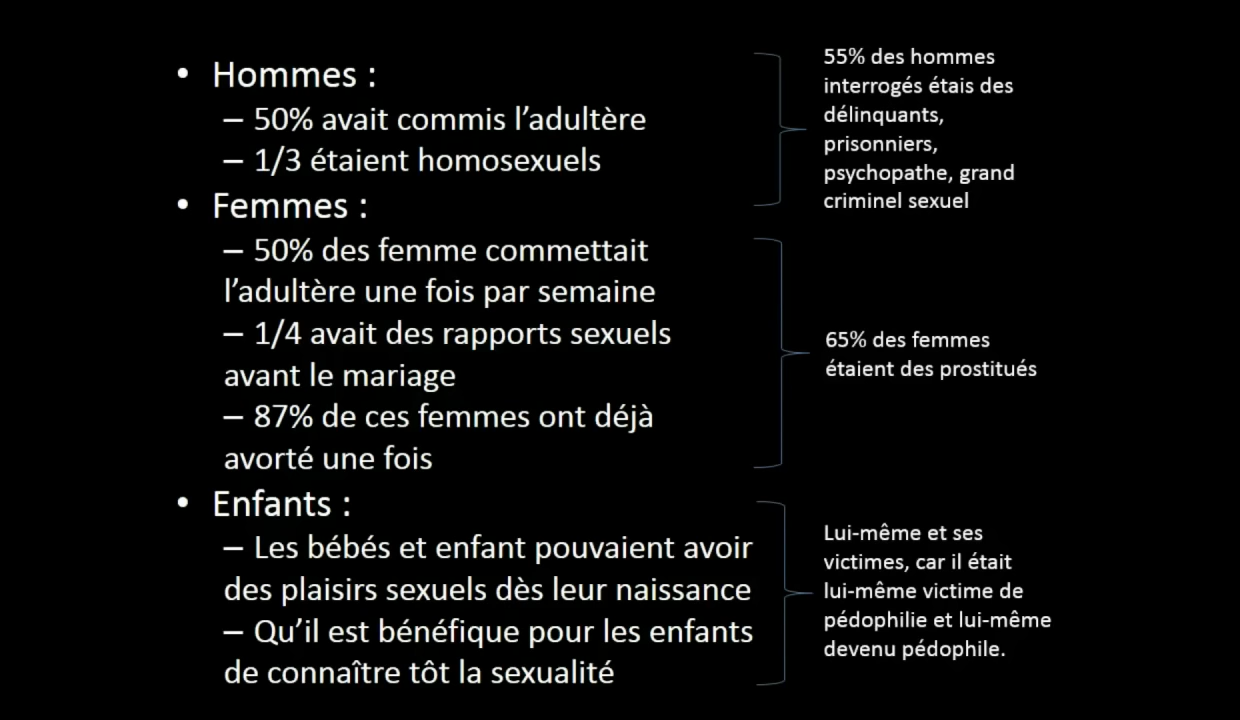 • Hommes :
– 50% avait commis l’adultère
– 1/3 étaient homosexuels
55% des hommes
interrogés étais des
délinquants,
prisonniers,
psychopathe, grand
criminel sexuel
• Femmes :
– 50% des femme commettait
l’adultère une fois par semaine
– 1/4 avait des rapports sexuels
avant le mariage
– 87% de ces femmes ont déjà
avorté une fois
65% des femmes
étaient des prostitués
• Enfants :
– Les bébés et enfant pouvaient avoir
des plaisirs sexuels dès leur naissance
– Qu’il est bénéfique pour les enfants
de connaître tôt la sexualité
Lui-même et ses
victimes, car il était
lui-même victime de
pédophilie et lui-même
devenu pédophile.